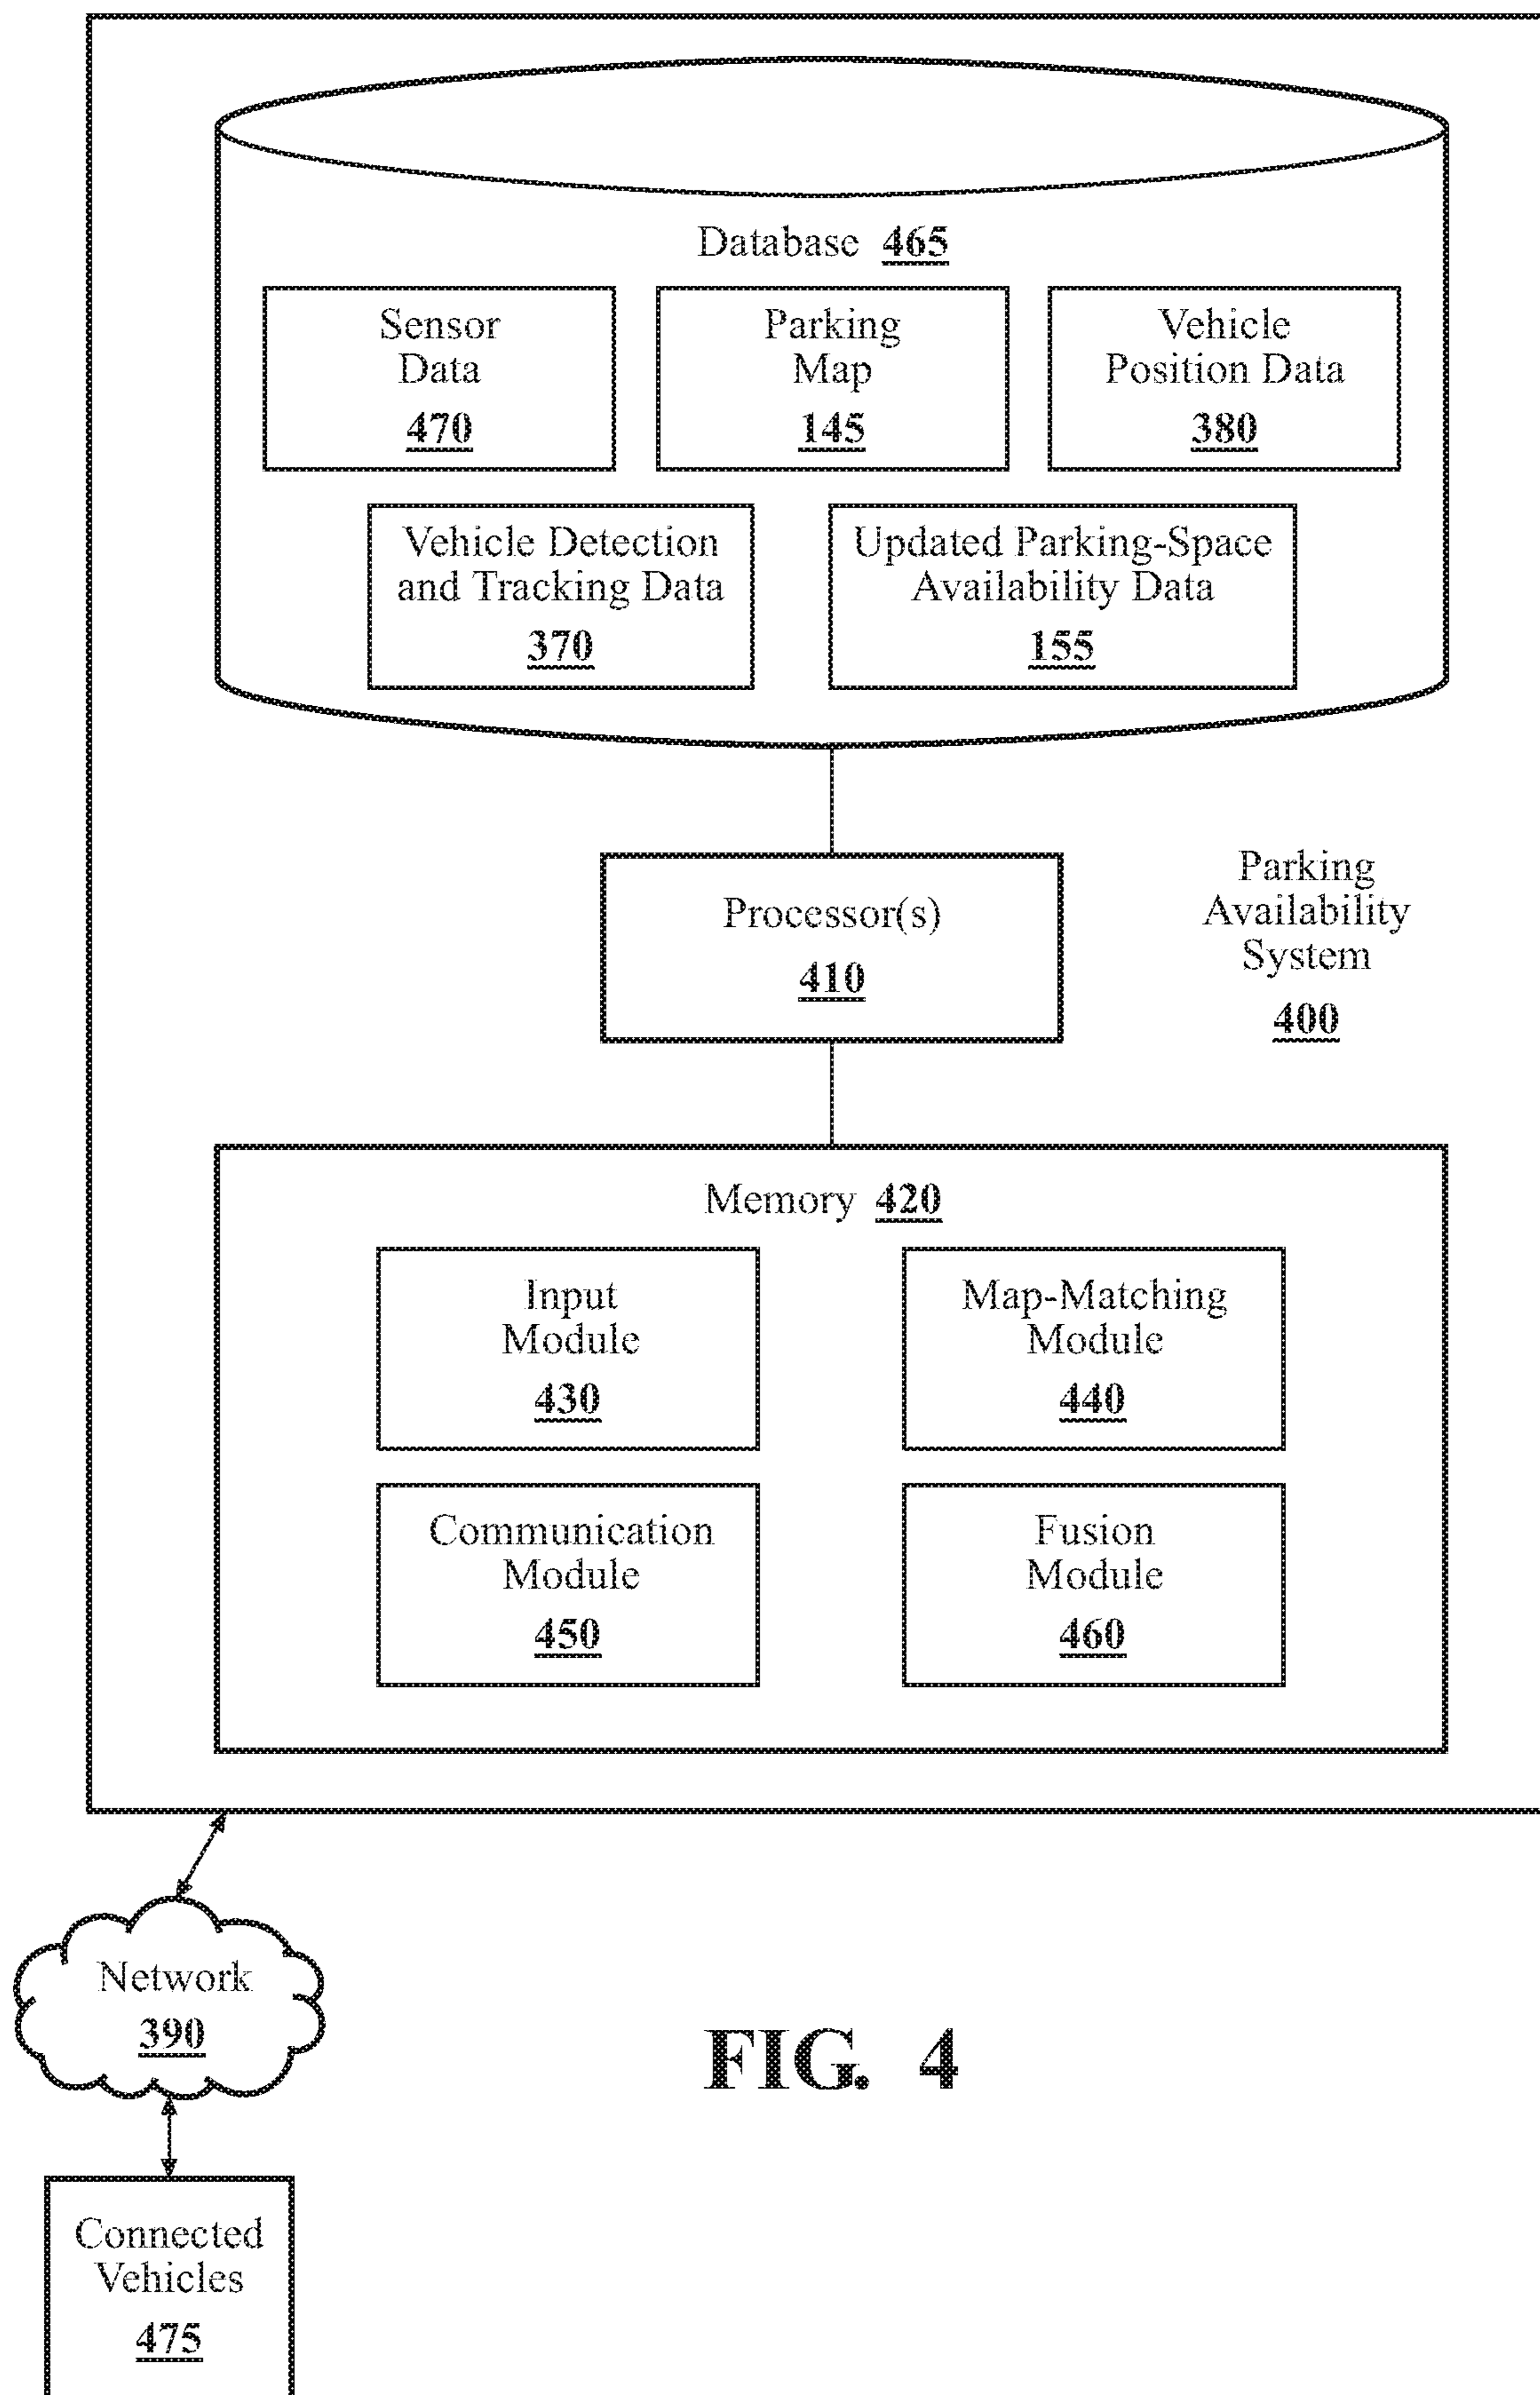 Database 465
Sensor
Data
470
Parking
Map
145
Vehicle
Position Data
380
Vehicle Detection
and Tracking Data
370
Updated Parking-Space
Availability Data
155
Processor(s)
410
Parking
Availability
System
400
Memory 420
Input
Module
430
Map-Matching
Module
440
Communication
Module
450
Fusion
Module
460
Network
390
FIG. 4
Connected
Vehicles
475